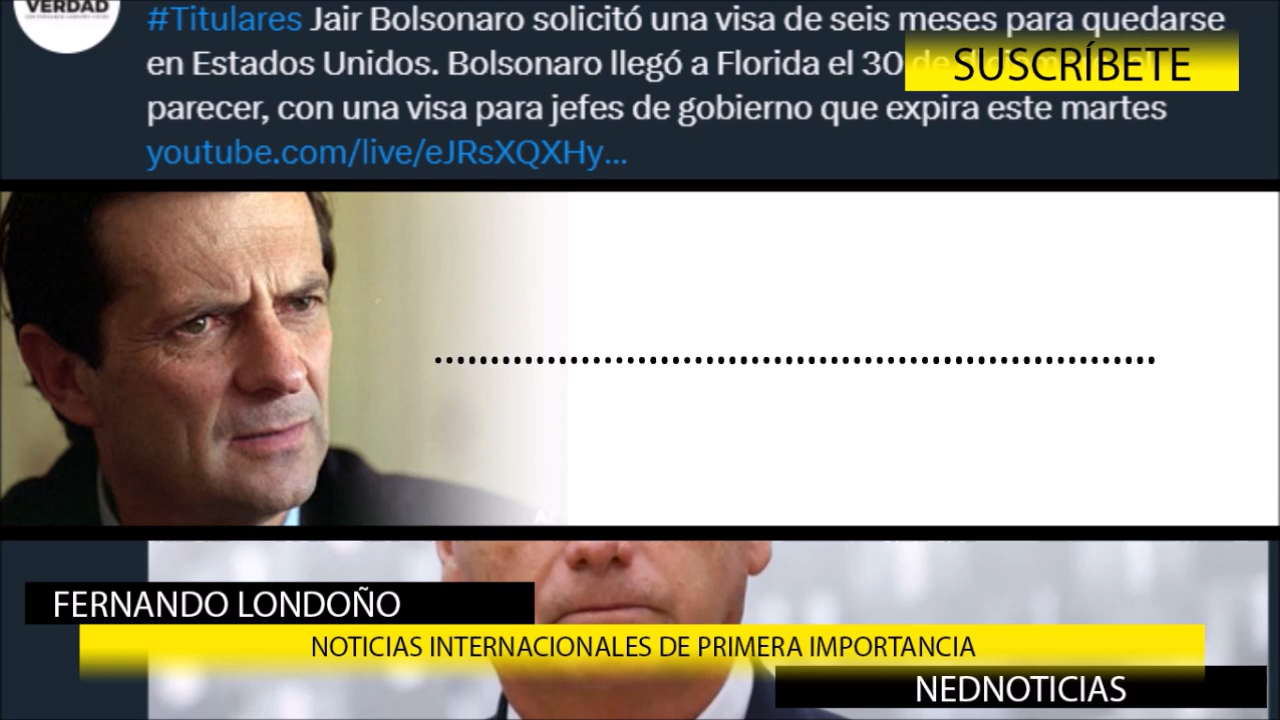 VERDAD
#Titulares Jair Bolsonaro solicitó una visa de seis meses para quedarse
en Estados Unidos. Bolsonaro llegó a Florida el 30 de
SUSCRÍBETE
parecer, con una visa para jefes de gobierno que expira este martes
youtube.com/live/eJRsXQXHy...
FERNANDO LONDOÑO
NOTICIAS INTERNACIONALES DE PRIMERA IMPORTANCIA
NEDNOTICIAS